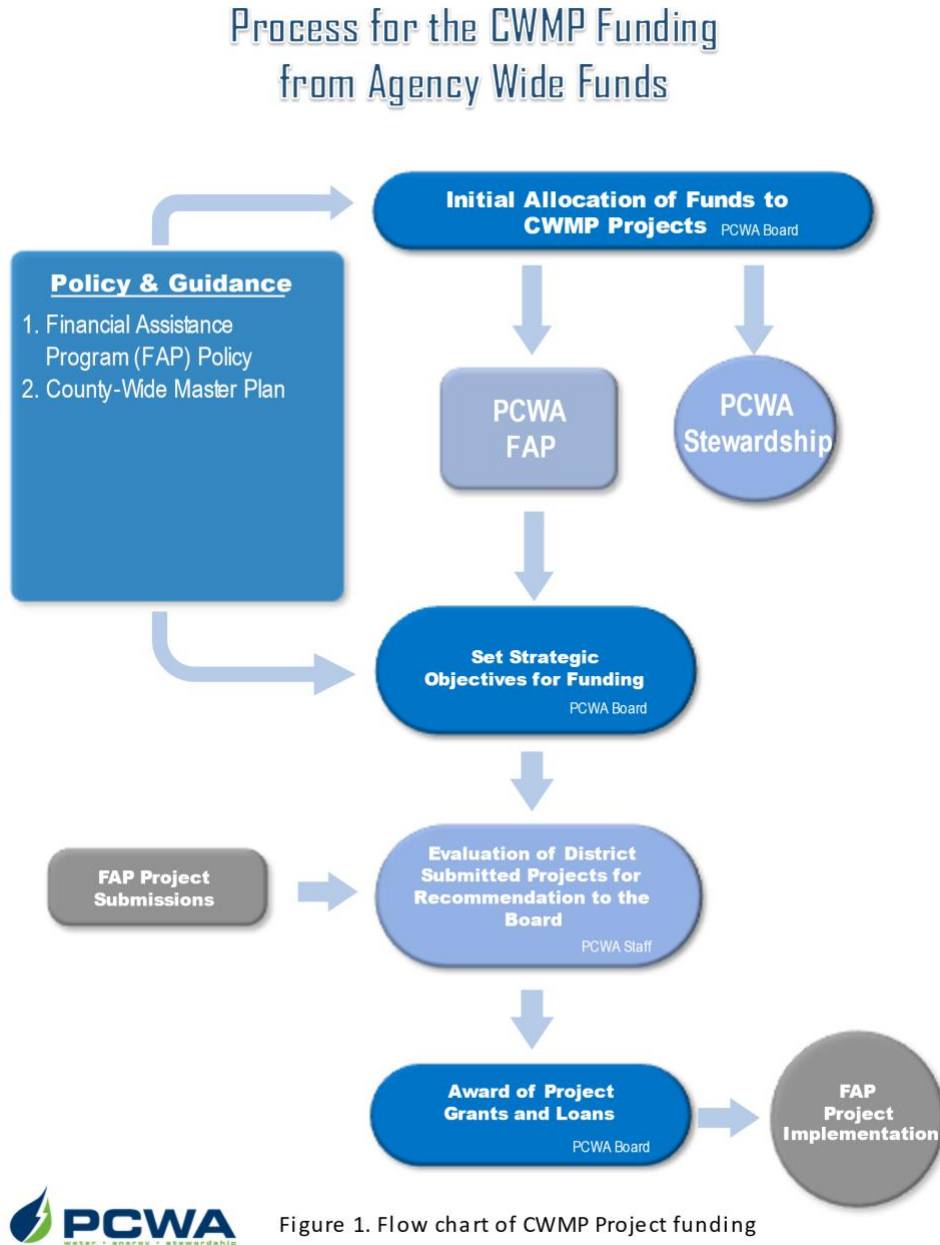 Process for the CWMP Funding
from Agency Wide Funds
Initial Allocation of Funds to
CWMP Projects PCWA Board
Policy & Guidance
1. Financial Assistance
Program (FAP) Policy
2. County-Wide Master Plan
PCWA
FAP
PCWA
Stewardship
Set Strategic
Objectives for Funding
PCWA Board
FAP Project
Submissions
Evaluation of District
Submitted Projects for
Recommendation to the
Board
PCWA Staff
Award of Project
Grants and Loans
PCWA Board
FAP
Project
Implementation
PCWA
water • energy • stewardship
Figure 1. Flow chart of CWMP Project funding